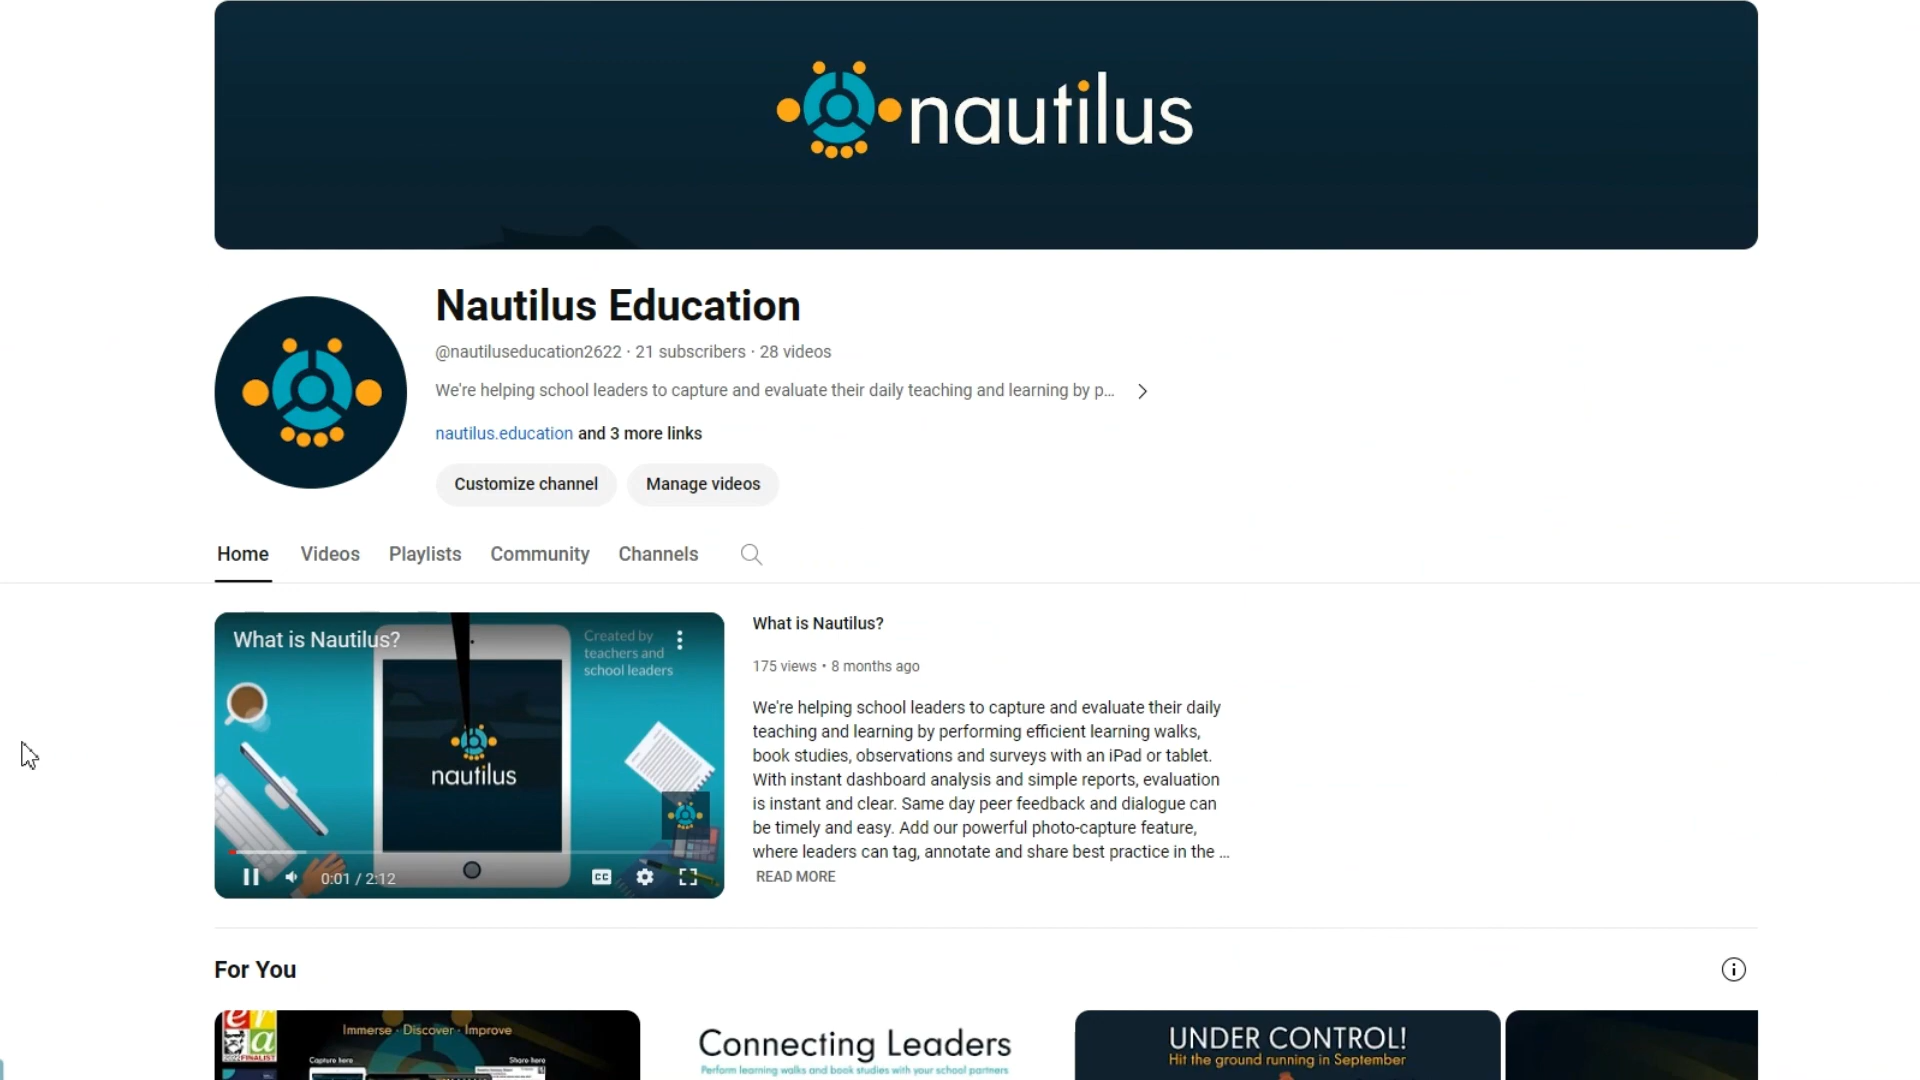 nautilus
Nautilus Education
@nautiluseducation2622 · 21 subscribers · 28 videos
We're helping school leaders to capture and evaluate their daily teaching and learning by p...
nautilus.education and 3 more links
Customize channel
Manage videos
Home
Videos
Playlists
Community
Channels
What is Nautilus?
Created by
teachers and
school leaders
nautilus
CC
0:01 / 2:12
What is Nautilus?
175 views • 8 months ago
We're helping school leaders to capture and evaluate their daily
teaching and learning by performing efficient learning walks,
book studies, observations and surveys with an iPad or tablet.
With instant dashboard analysis and simple reports, evaluation
is instant and clear. Same day peer feedback and dialogue can
be timely and easy. Add our powerful photo-capture feature,
where leaders can tag, annotate and share best practice in the ...
READ MORE
For You
era
FINALIST
Immerse · Discover · Improve
Capture here
Share here
Connecting Leaders
Perform learning walks and book studies with your school partners
UNDER CONTROL!
Hit the ground running in September